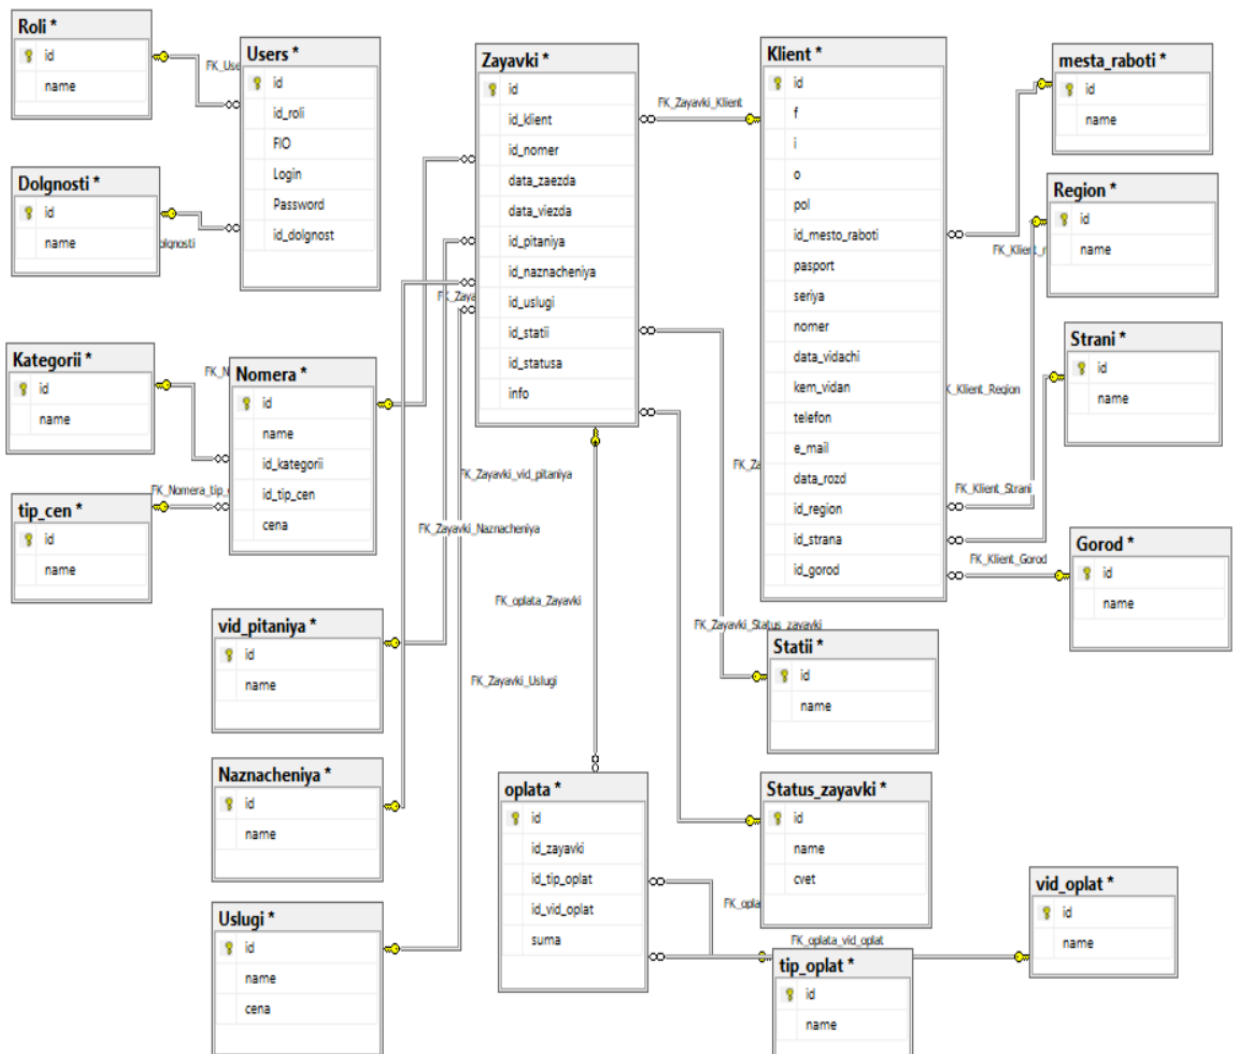 Roli *
id
name
Users *
id
id_roli
FIO
Login
Password
id_dolgnost
FK_Use
Dolgnosti *
id
name
olgnosti
Zayavki *
id
id_klient
id_nomer
data_zaezda
data_viezda
id_pitaniya
id_naznacheniya
id_uslugi
id_statii
id_statusa
info
FK_Zayavki_Klient
Klient *
id
f
i
o
pol
id_mesto_raboti
pasport
seriya
nomer
data_vidachi
kem_vidan
telefon
e_mail
data_rozd
id_region
id_strana
id_gorod
mesta_raboti *
id
name
Region *
id
name
FK_Klient_r
Strani *
id
name
K_Klient_Region
FK_Klient_Strani
FK_Klient_Gorod
Gorod *
id
name
Kategorii *
id
name
FK_N
Nomera *
id
name
id_kategorii
id_tip_cen
cena
FK_Zaya
tip_cen *
id
name
FK_Nomera_tip_
FK_Zayavki_vid_pitaniya
FK_Zayavki_Naznacheniya
FK_Za
FK_oplata_Zayavki
FK_Zayavki_Status_zayavki
FK_Zayavki_Uslugi
vid_pitaniya *
id
name
Statii *
id
name
Naznacheniya *
id
name
oplata *
id
id_zayavki
id_tip_oplat
id_vid_oplat
suma
Status_zayavki *
id
name
cvet
Uslugi *
id
name
cena
FK_opla
FK_oplata_vid_oplat
vid_oplat *
id
name
tip_oplat *
id
name